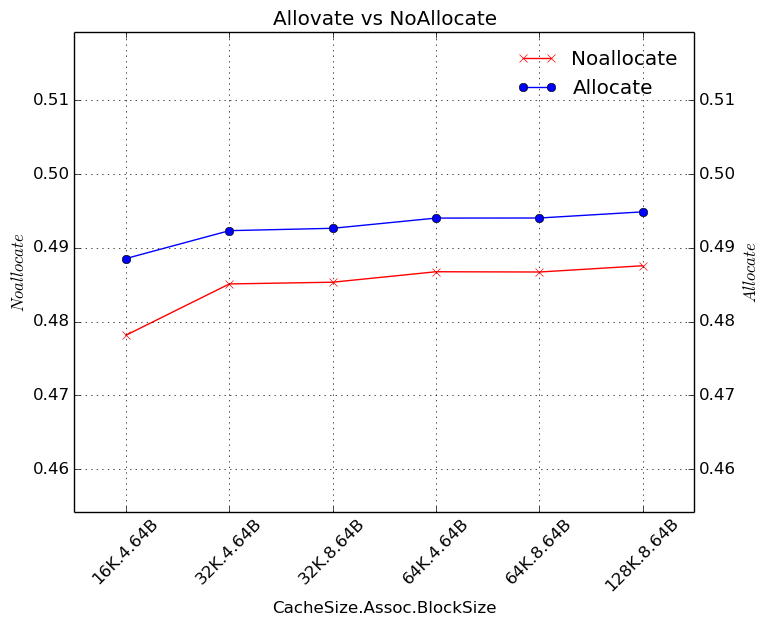 Allovate vs NoAllocate
Noallocate
Allocate
0.51
0.50
0.49
0.48
0.47
0.46
Noallocate
0.51
0.50
0.49
0.48
0.47
0.46
Allocate
16K.4.64B
32K.4.64B
32K.8.64B
64K.4.64B
64K.8.64B
128K.8.64B
CacheSize.Assoc.BlockSize